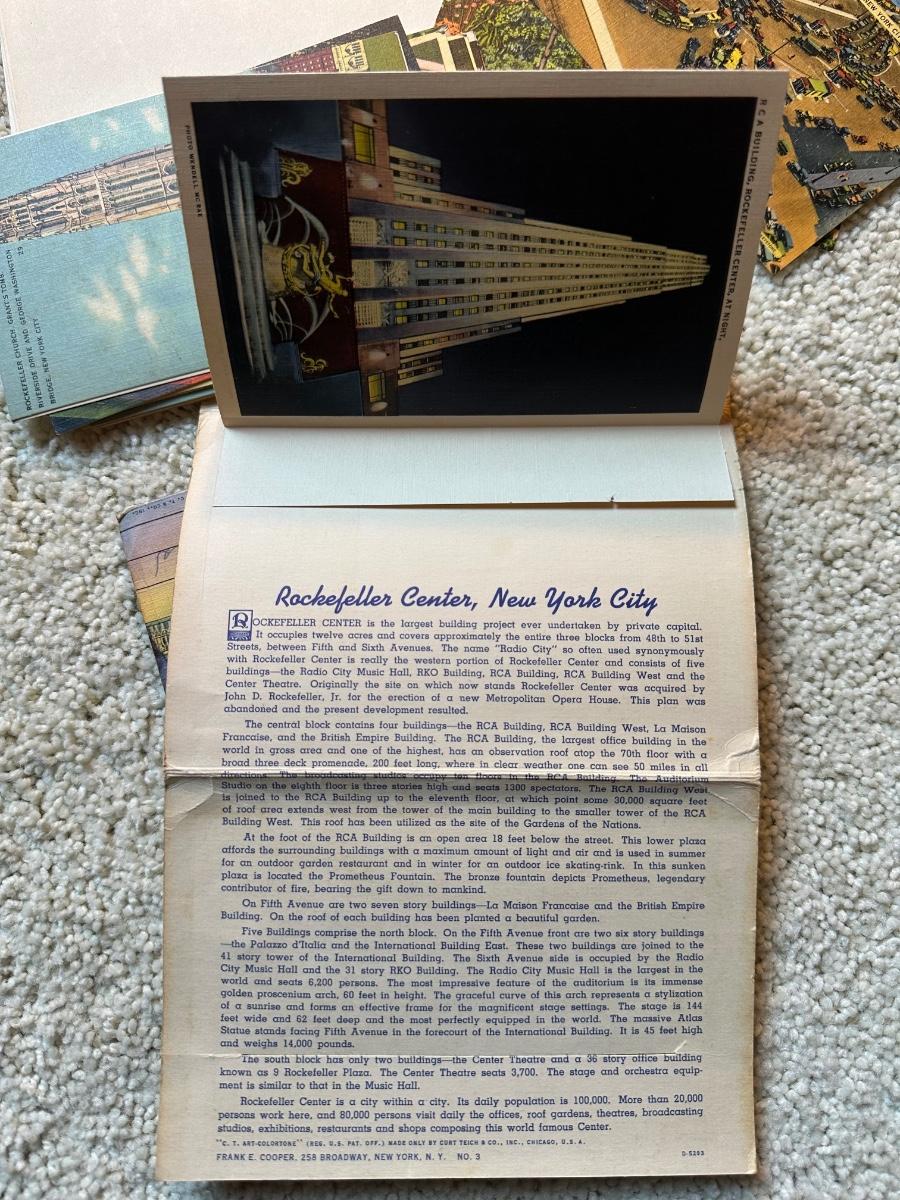 RCA BUILDING, ROCKEFELLER CENTER, AT NIGHT.
PHOTO WENDELL MC RAE
ROCKEFELLER CHURCH, GRANT'S TOMB,
RIVERSIDE DRIVE AND GEORGE WASHINGTON
BRIDGE, NEW YORK CITY
29
Rockefeller Center, New York City
ROCKEFELLER CENTER is the largest building project ever undertaken by private capital.
It occupies twelve acres and covers approximately the entire three blocks from 48th to 51st
Streets, between Fifth and Sixth Avenues. The name "Radio City" so often used synonymously
with Rockefeller Center is really the western portion of Rockefeller Center and consists of five
buildings—the Radio City Music Hall, RKO Building, RCA Building, RCA Building West and the
Center Theatre. Originally the site on which now stands Rockefeller Center was acquired by
John D. Rockefeller, Jr. for the erection of a new Metropolitan Opera House. This plan was
abandoned and the present development resulted.
The central block contains four buildings—the RCA Building, RCA Building West, La Maison
Francaise, and the British Empire Building. The RCA Building, the largest office building in the
world in gross area and one of the highest, has an observation roof atop the 70th floor with a
broad three deck promenade, 200 feet long, where in clear weather one can see 50 miles in all
directions. The broadcasting studios occupy ten floors in the RCA Building. The Auditorium
Studio on the eighth floor is three stories high and seats 1300 spectators. The RCA Building West
is joined to the RCA Building up to the eleventh floor, at which point some 30,000 square feet
of roof area extends west from the tower of the main building to the smaller tower of the RCA
Building West. This roof has been utilized as the site of the Gardens of the Nations.
At the foot of the RCA Building is an open area 18 feet below the street. This lower plaza
affords the surrounding buildings with a maximum amount of light and air and is used in summer
for an outdoor garden restaurant and in winter for an outdoor ice skating-rink. In this sunken
plaza is located the Prometheus Fountain. The bronze fountain depicts Prometheus, legendary
contributor of fire, bearing the gift down to mankind.
On Fifth Avenue are two seven story buildings—La Maison Francaise and the British Empire
Building. On the roof of each building has been planted a beautiful garden.
Five Buildings comprise the north block. On the Fifth Avenue front are two six story buildings
—the Palazzo d'Italia and the International Building East. These two buildings are joined to the
41 story tower of the International Building. The Sixth Avenue side is occupied by the Radio
City Music Hall and the 31 story RKO Building. The Radio City Music Hall is the largest in the
world and seats 6,200 persons. The most impressive feature of the auditorium is its immense
golden proscenium arch, 60 feet in height. The graceful curve of this arch represents a stylization
of a sunrise and forms an effective frame for the magnificent stage settings. The stage is 144
feet wide and 62 feet deep and the most perfectly equipped in the world. The massive Atlas
Statue stands facing Fifth Avenue in the forecourt of the International Building. It is 45 feet high
and weighs 14,000 pounds.
The south block has only two buildings—the Center Theatre and a 36 story office building
known as 9 Rockefeller Plaza. The Center Theatre seats 3,700. The stage and orchestra equip-
ment is similar to that in the Music Hall.
Rockefeller Center is a city within a city. Its daily population is 100,000. More than 20,000
persons work here, and 80,000 persons visit daily the offices, roof gardens, theatres, broadcasting
studios, exhibitions, restaurants and shops composing this world famous Center.
"C. T. ART-COLORTONE" (REG. U.S. PAT. OFF.) MADE ONLY BY CURT TEICH & CO., INC., CHICAGO, U.S.A.
FRANK E. COOPER, 258 BROADWAY, NEW YORK, N. Y. NO. 3
D-5293